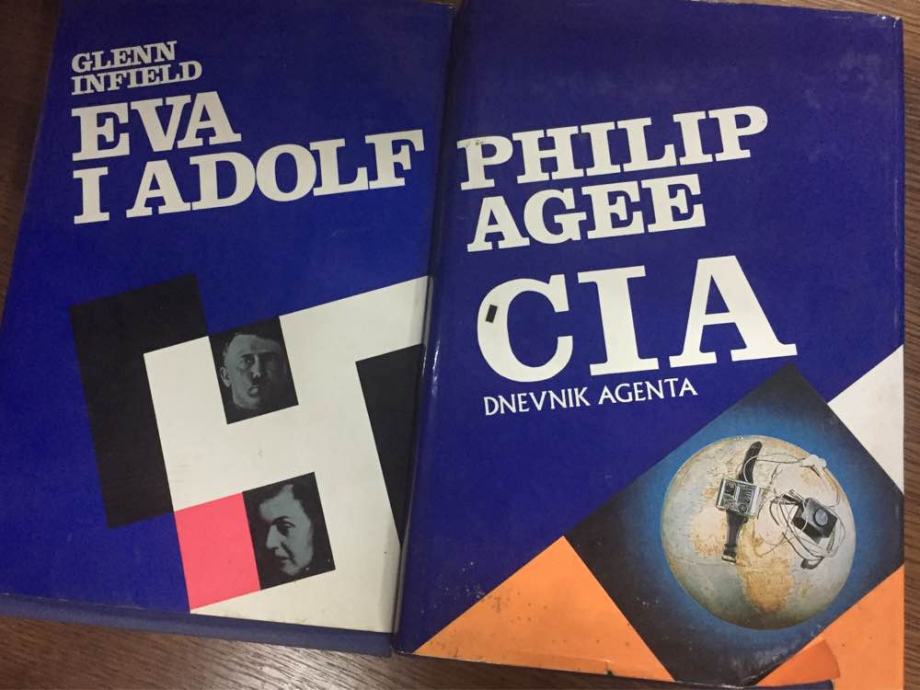 GLENN
INFIELD
EVA
I ADOLF
PHILIP
AGEE
CIA
DNEVNIK AGENTA